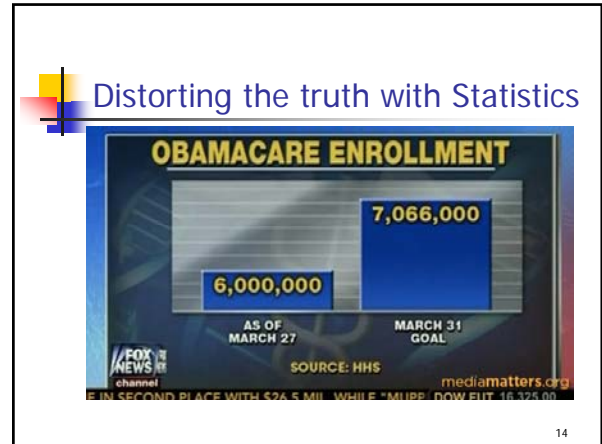 Distorting the truth with Statistics
OBAMACARE ENROLLMENT
7,066,000
6,000,000
AS OF
MARCH 27
MARCH 31
GOAL
SOURCE: HHS
FOX
NEWS
channel
mediamatters.org
E IN SECOND PLACE WITH $26.5 MIL, WHILE "MUPP DOW FUT 16,325.00
14